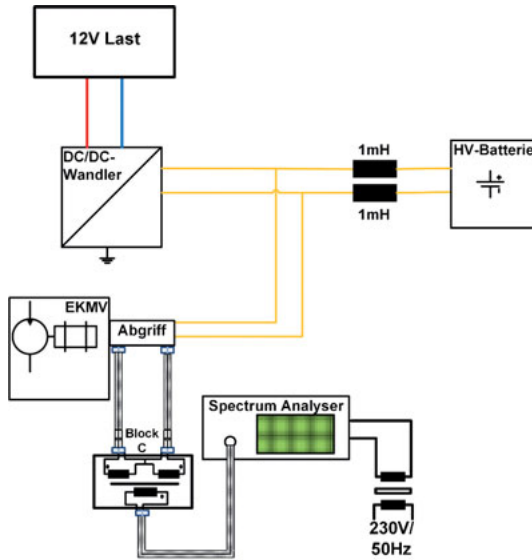 12V Last
DC/DC-
Wandler
1mH
HV-Batterie
1mH
EKMV
Abgriff
Block
C
Spectrum Analyser
230V/
50Hz